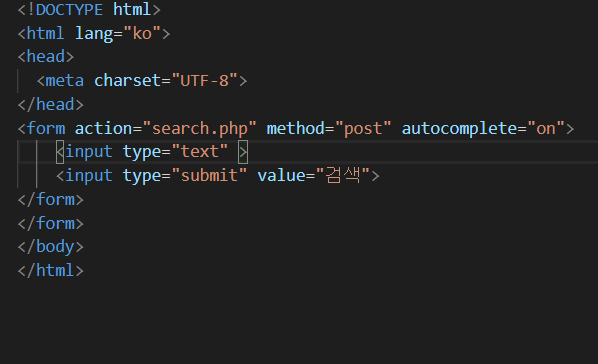 <!DOCTYPE html>
<html lang="ko">
<head>
  <meta charset="UTF-8">
</head>
<form action="search.php" method="post" autocomplete="on">
    <input type="text" >
    <input type="submit" value="검색">
</form>
</form>
</body>
</html>